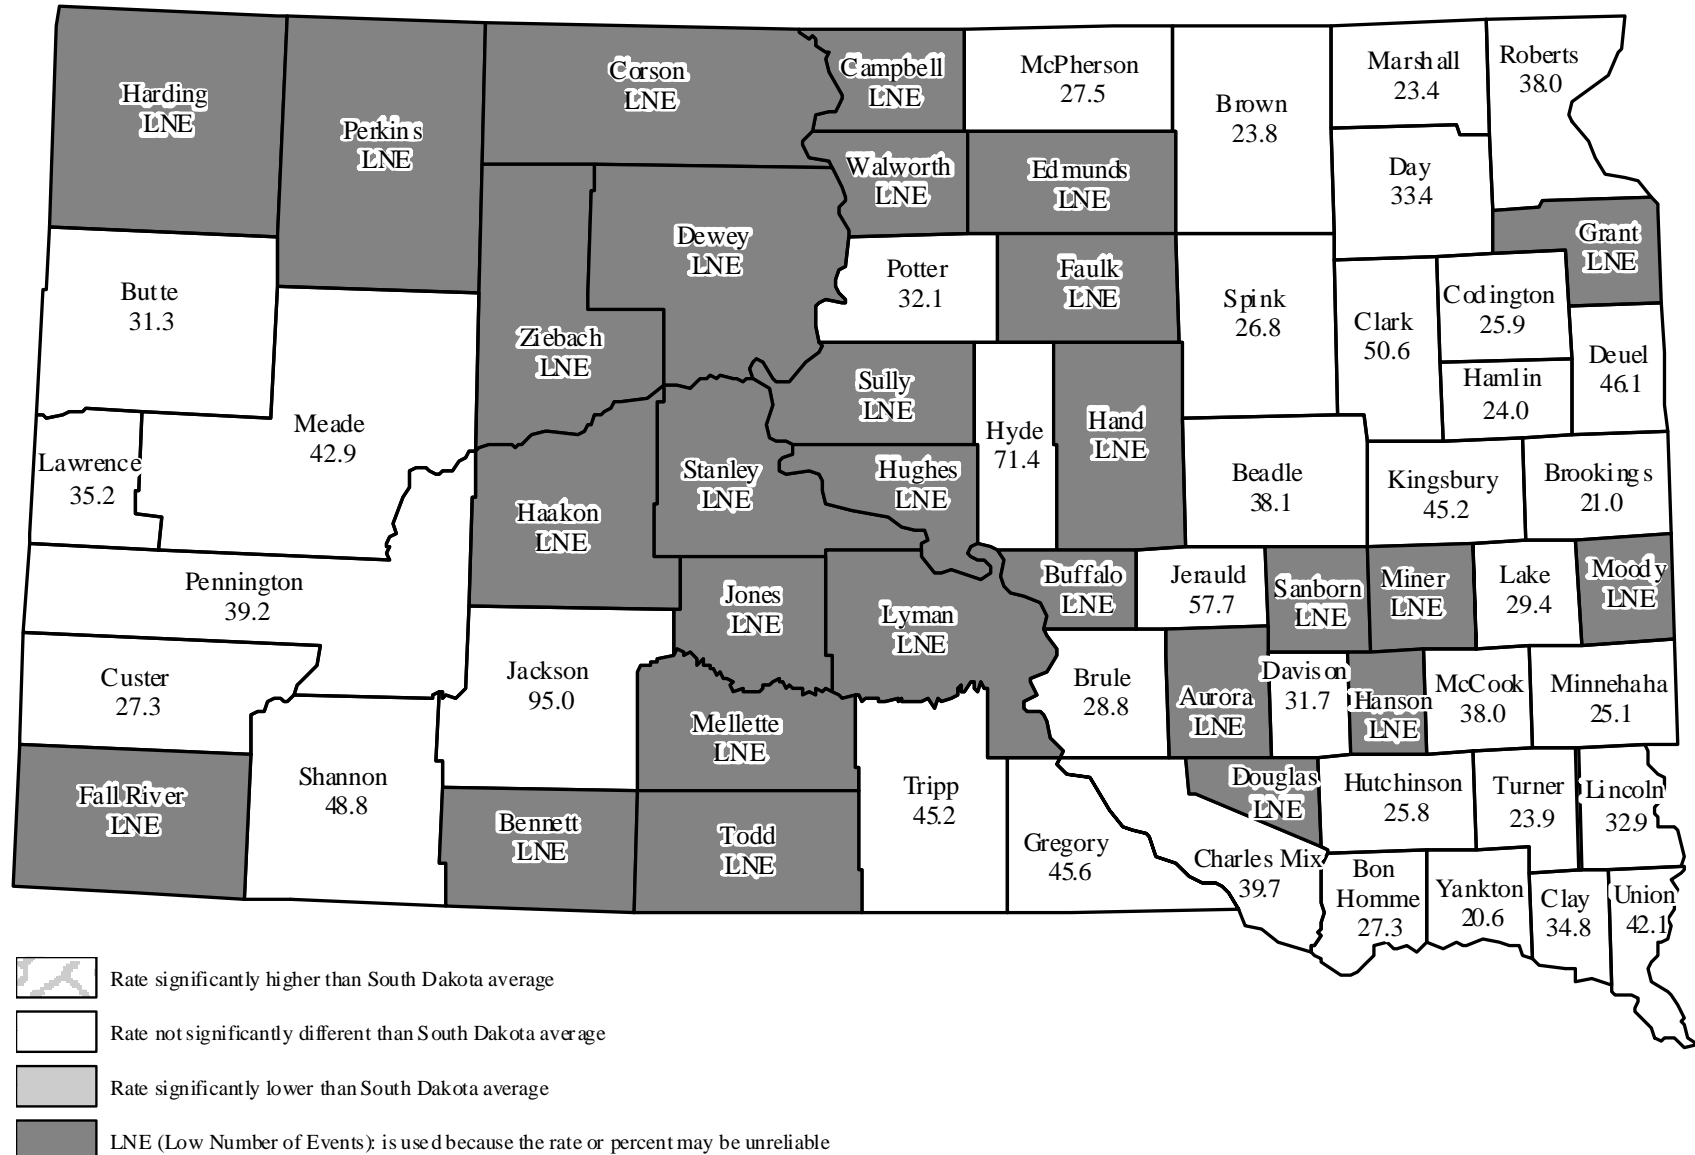 Harding
LNE
Perkins
LNE
Corson
LNE
Campbell
LNE
McPherson
27.5
Brown
23.8
Marshall
23.4
Roberts
38.0
Walworth
LNE
Edmunds
LNE
Day
33.4
Grant
LNE
Butte
31.3
Dewey
LNE
Ziebach
LNE
Potter
32.1
Faulk
LNE
Spink
26.8
Clark
50.6
Codington
25.9
Hamlin
24.0
Deuel
46.1
Lawrence
35.2
Meade
42.9
Sully
LNE
Hyde
71.4
Hand
LNE
Haakon
LNE
Stanley
LNE
Hughes
LNE
Beadle
38.1
Kingsbury
45.2
Brookings
21.0
Pennington
39.2
Jones
LNE
Lyman
LNE
Buffalo
LNE
Jerauld
57.7
Sanborn
LNE
Miner
LNE
Lake
29.4
Moody
LNE
Custer
27.3
Jackson
95.0
Mellette
LNE
Brule
28.8
Aurora
LNE
Davison
31.7
Hanson
LNE
McCook
38.0
Minnehaha
25.1
Fall River
LNE
Shannon
48.8
Bennett
LNE
Todd
LNE
Tripp
45.2
Gregory
45.6
Douglas
LNE
Charles Mix
39.7
Hutchinson
25.8
Turner
23.9
Lincoln
32.9
Bon
Homme
27.3
Yankton
20.6
Clay
34.8
Union
42.1
Rate significantly higher than South Dakota average
Rate not significantly different than South Dakota average
Rate significantly lower than South Dakota average
LNE (Low Number of Events): is used because the rate or percent may be unreliable